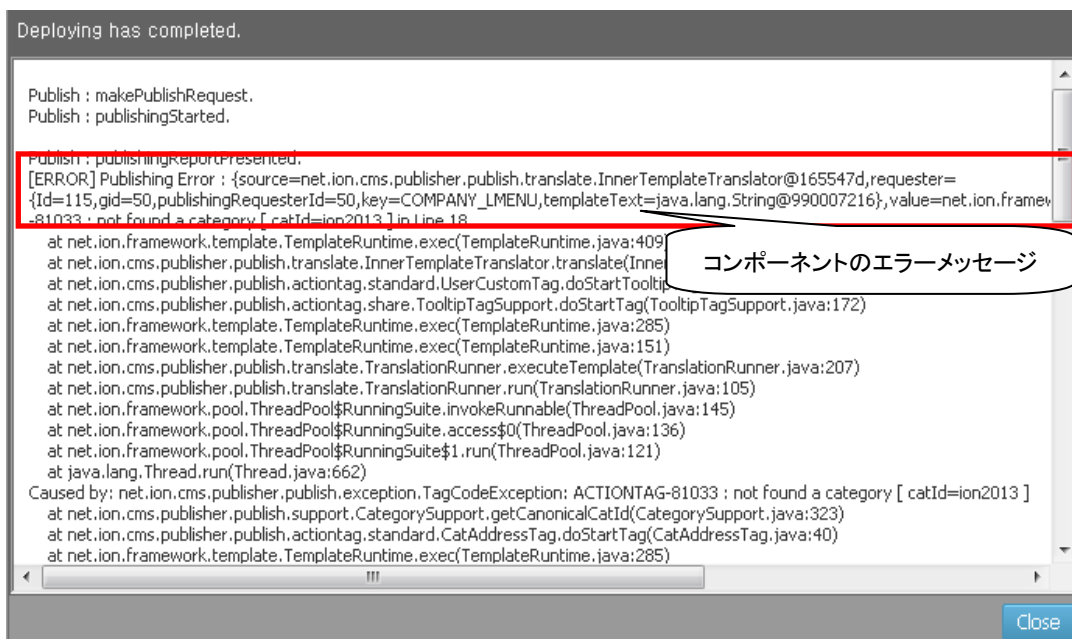 Deploying has completed.
Publish : makePublishRequest.
Publish : publishingStarted.
Publish : publishingReportPresented.
[ERROR] Publishing Error : {source=net.ion.cms.publisher.publish.translate.InnerTemplateTranslator@165547d,requester=
{Id=115,gid=50,publishingRequesterId=50,key=COMPANY_LMENU,templateText=java.lang.String@990007216},value=net.ion.framew
-81033 : not found a category [ catId=ion2013 ] in Line 18
at net.ion.framework.template.TemplateRuntime.exec(TemplateRuntime.java:409)
コンポーネントのエラーメッセージ
at net.ion.cms.publisher.publish.translate.InnerTemplateTranslator.translate(Inne
at net.ion.cms.publisher.publish.actiontag.standard.UserCustomTag.doStartTooltip
at net.ion.cms.publisher.publish.actiontag.share.TooltipTagSupport.doStartTag(TooltipTagSupport.java:172)
at net.ion.framework.template.TemplateRuntime.exec(TemplateRuntime.java:285)
at net.ion.framework.template.TemplateRuntime.exec(TemplateRuntime.java:151)
at net.ion.cms.publisher.publish.translate.TranslationRunner.executeTemplate(TranslationRunner.java:207)
at net.ion.cms.publisher.publish.translate.TranslationRunner.run(TranslationRunner.java:105)
at net.ion.framework.pool.ThreadPool$RunningSuite.invokeRunnable(ThreadPool.java:145)
at net.ion.framework.pool.ThreadPool$RunningSuite.access$0(ThreadPool.java:136)
at net.ion.framework.pool.ThreadPool$RunningSuite$1.run(ThreadPool.java:121)
at java.lang.Thread.run(Thread.java:662)
Caused by: net.ion.cms.publisher.publish.exception.TagCodeException: ACTIONTAG-81033 : not found a category [ catId=ion2013 ]
at net.ion.cms.publisher.publish.support.CategorySupport.getCanonicalCatId(CategorySupport.java:323)
at net.ion.cms.publisher.publish.actiontag.standard.CatAddressTag.doStartTag(CatAddressTag.java:40)
at net.ion.framework.template.TemplateRuntime.exec(TemplateRuntime.java:285)
Close